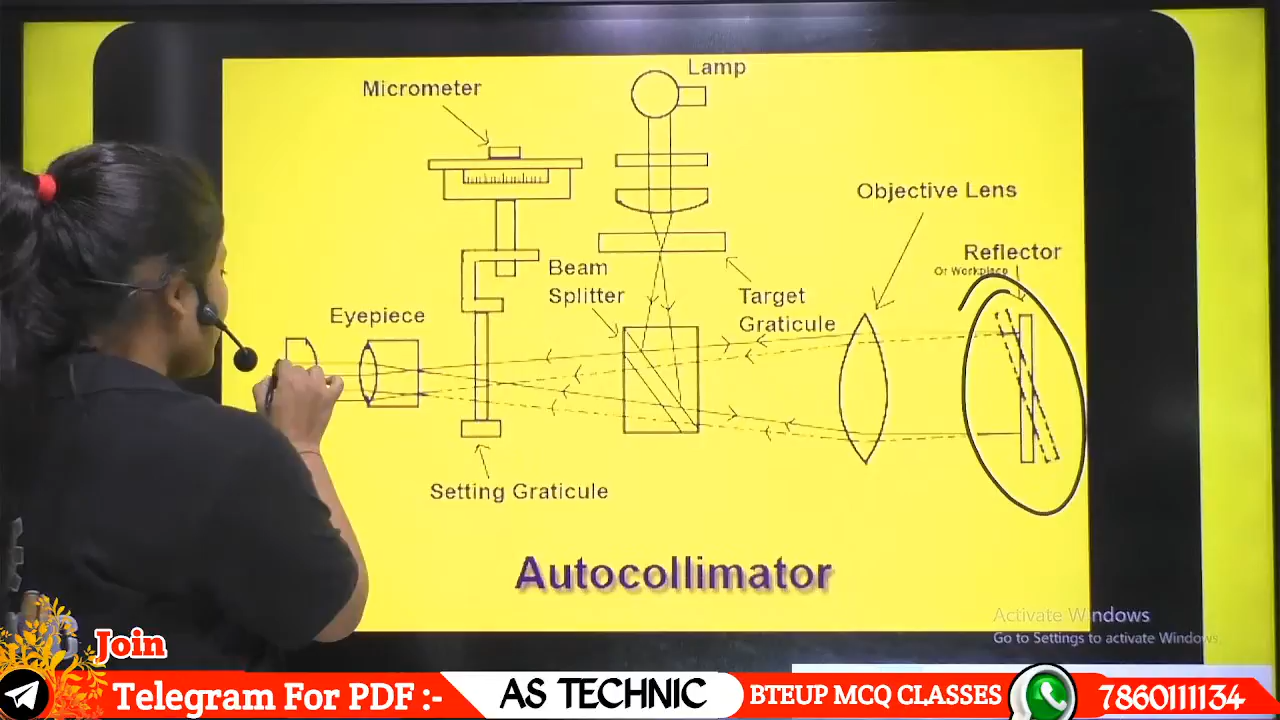 Lamp
Micrometer
Objective Lens
Reflector
Or Workplace
Beam
Splitter
Target
Graticule
Eyepiece
Setting Graticule
Autocollimator
Activate Windows
Go to Settings to activate Windows.
Join
Telegram For PDF :-
AS TECHNIC
BTEUP MCQ CLASSES
7860111134